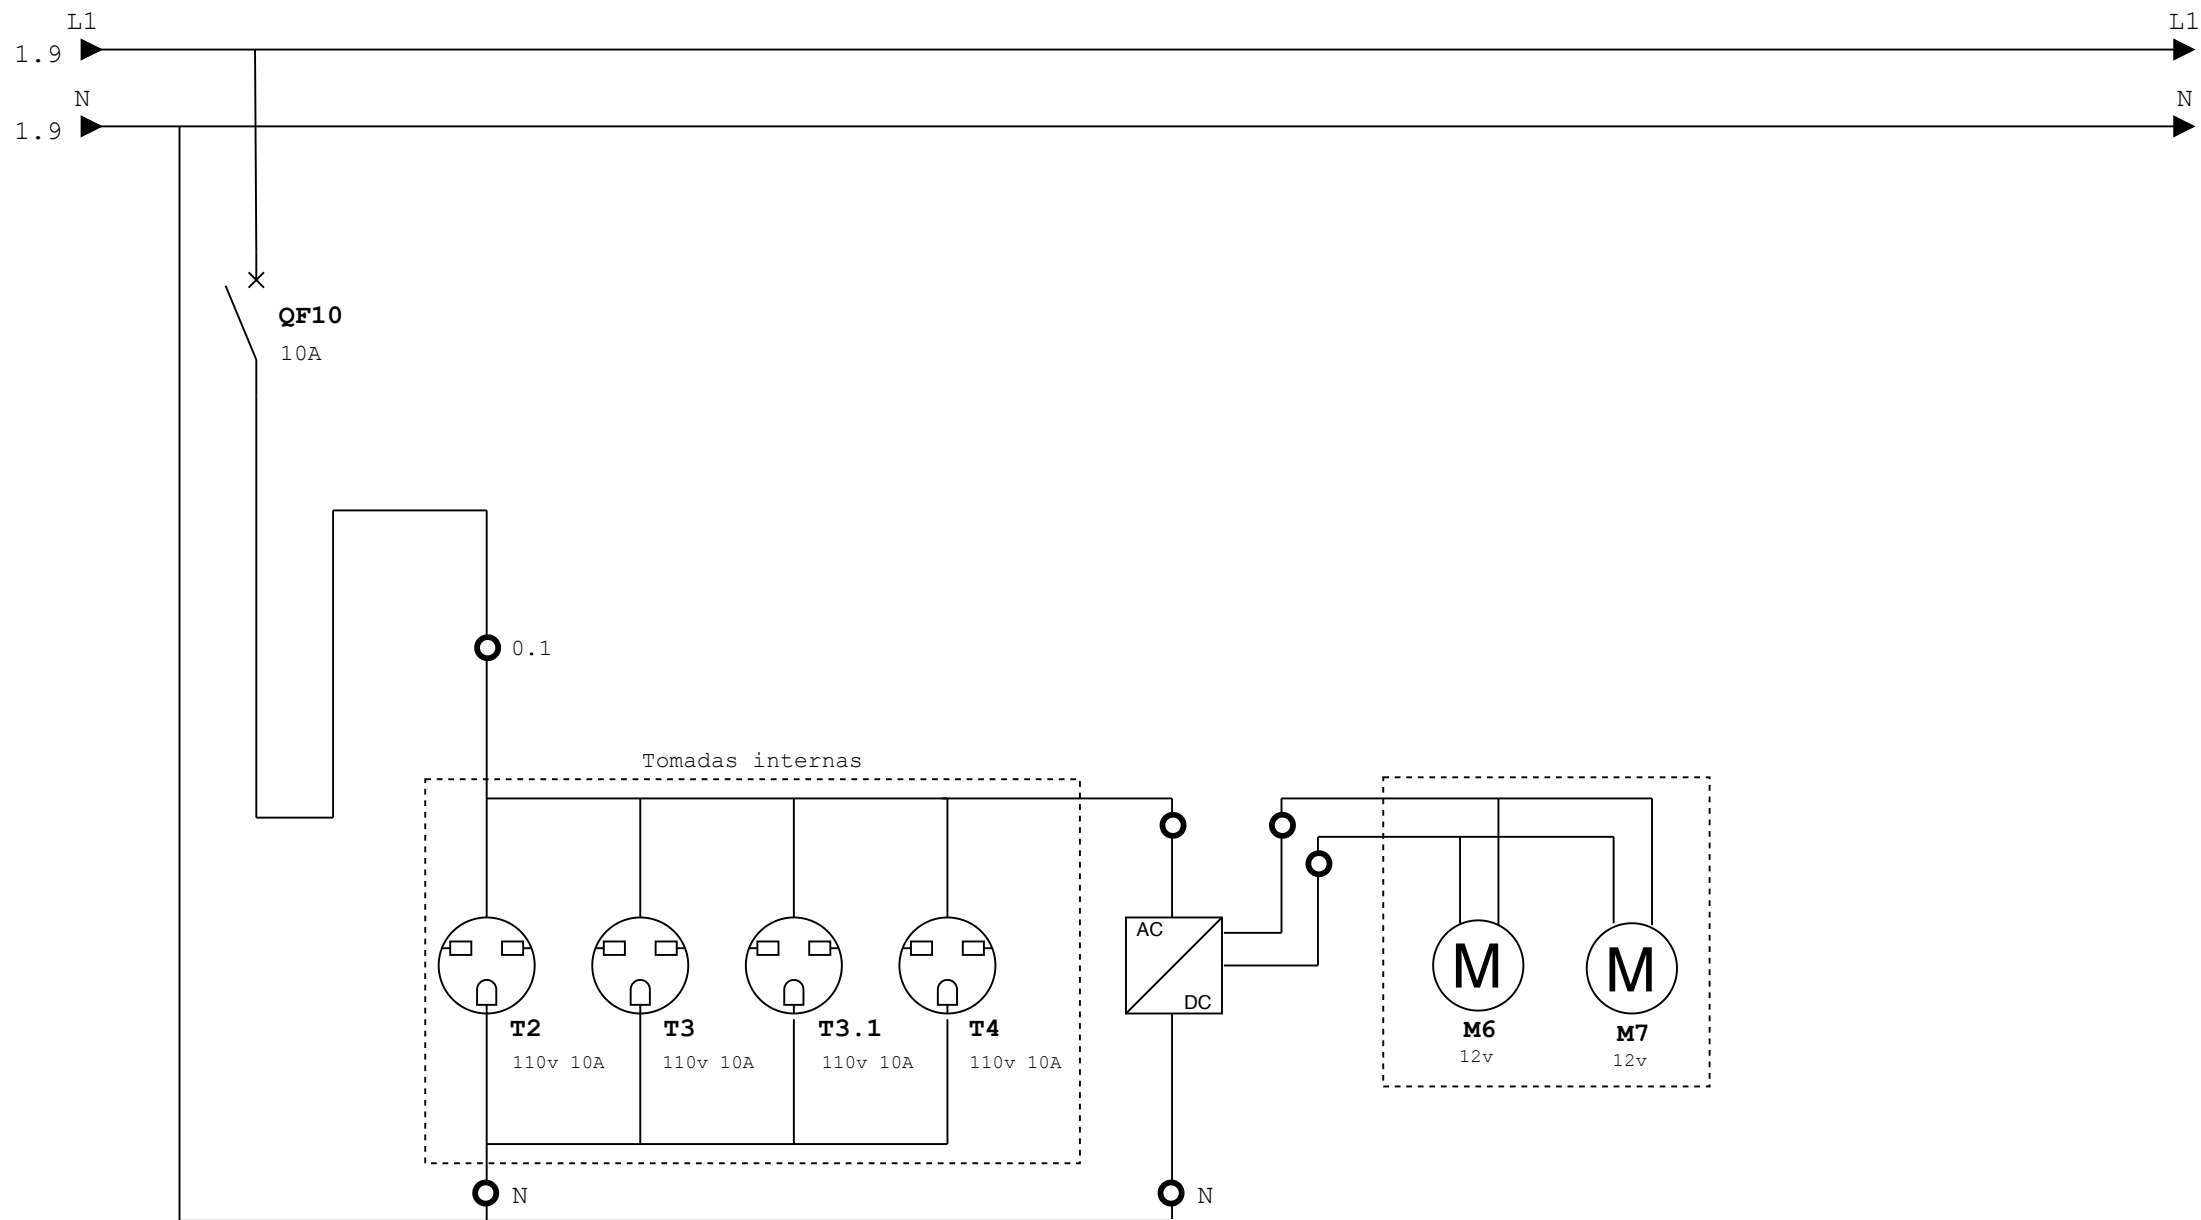 L1 L1
1.9
N N
1.9
QF10
10A
0.1
Tomadas internas
AC
DC
M M
T2 T3 T3.1 T4
110v 10A 110v 10A 110v 10A 110v 10A
M6 M7
12v 12v
N N